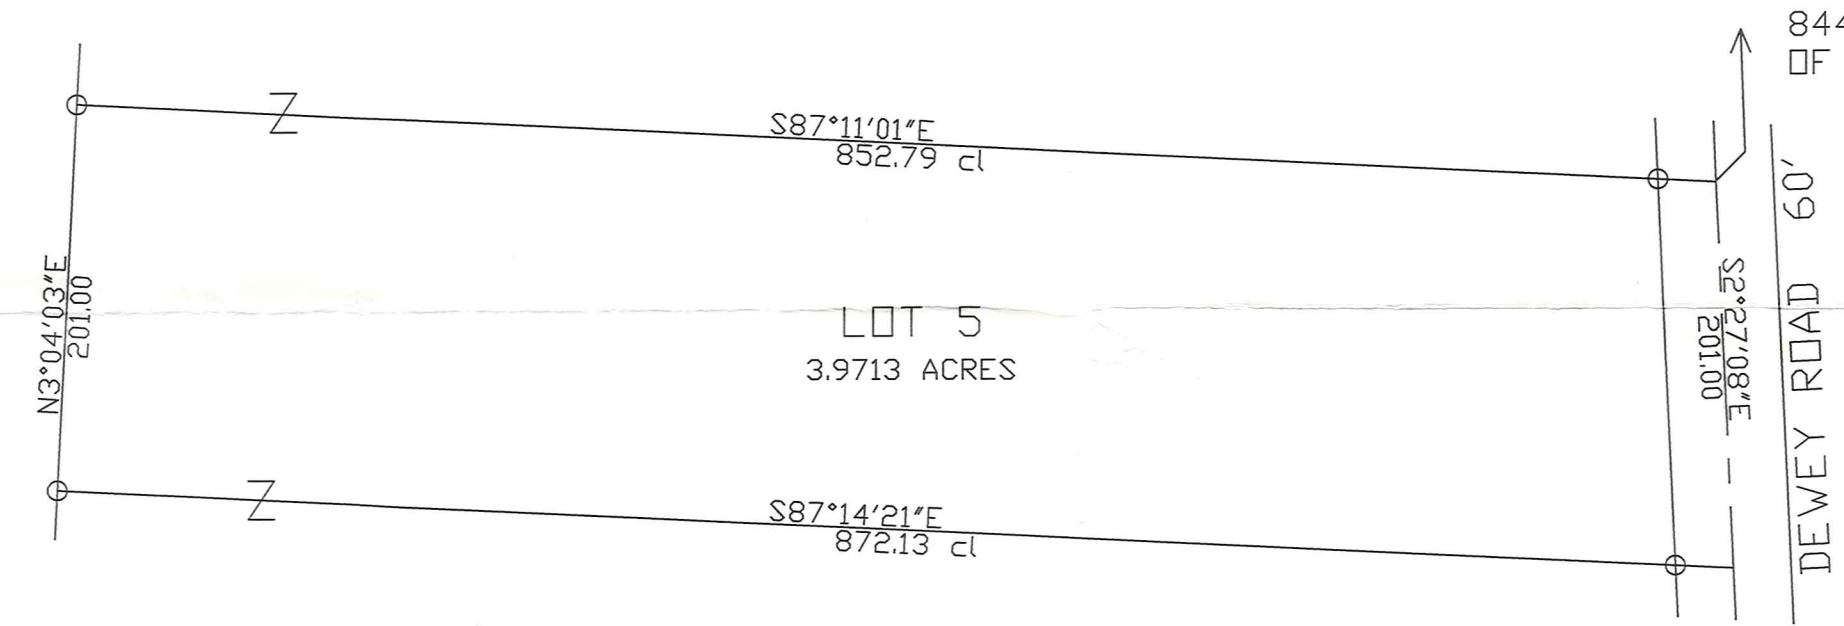 844
OF
Z
S87°11'01"E
852.79 cl
DEWEY ROAD 60'
N3°04'03"E
201.00
S2°27'08"E
201.00
LOT 5
3.9713 ACRES
Z
S87°14'21"E
872.13 cl